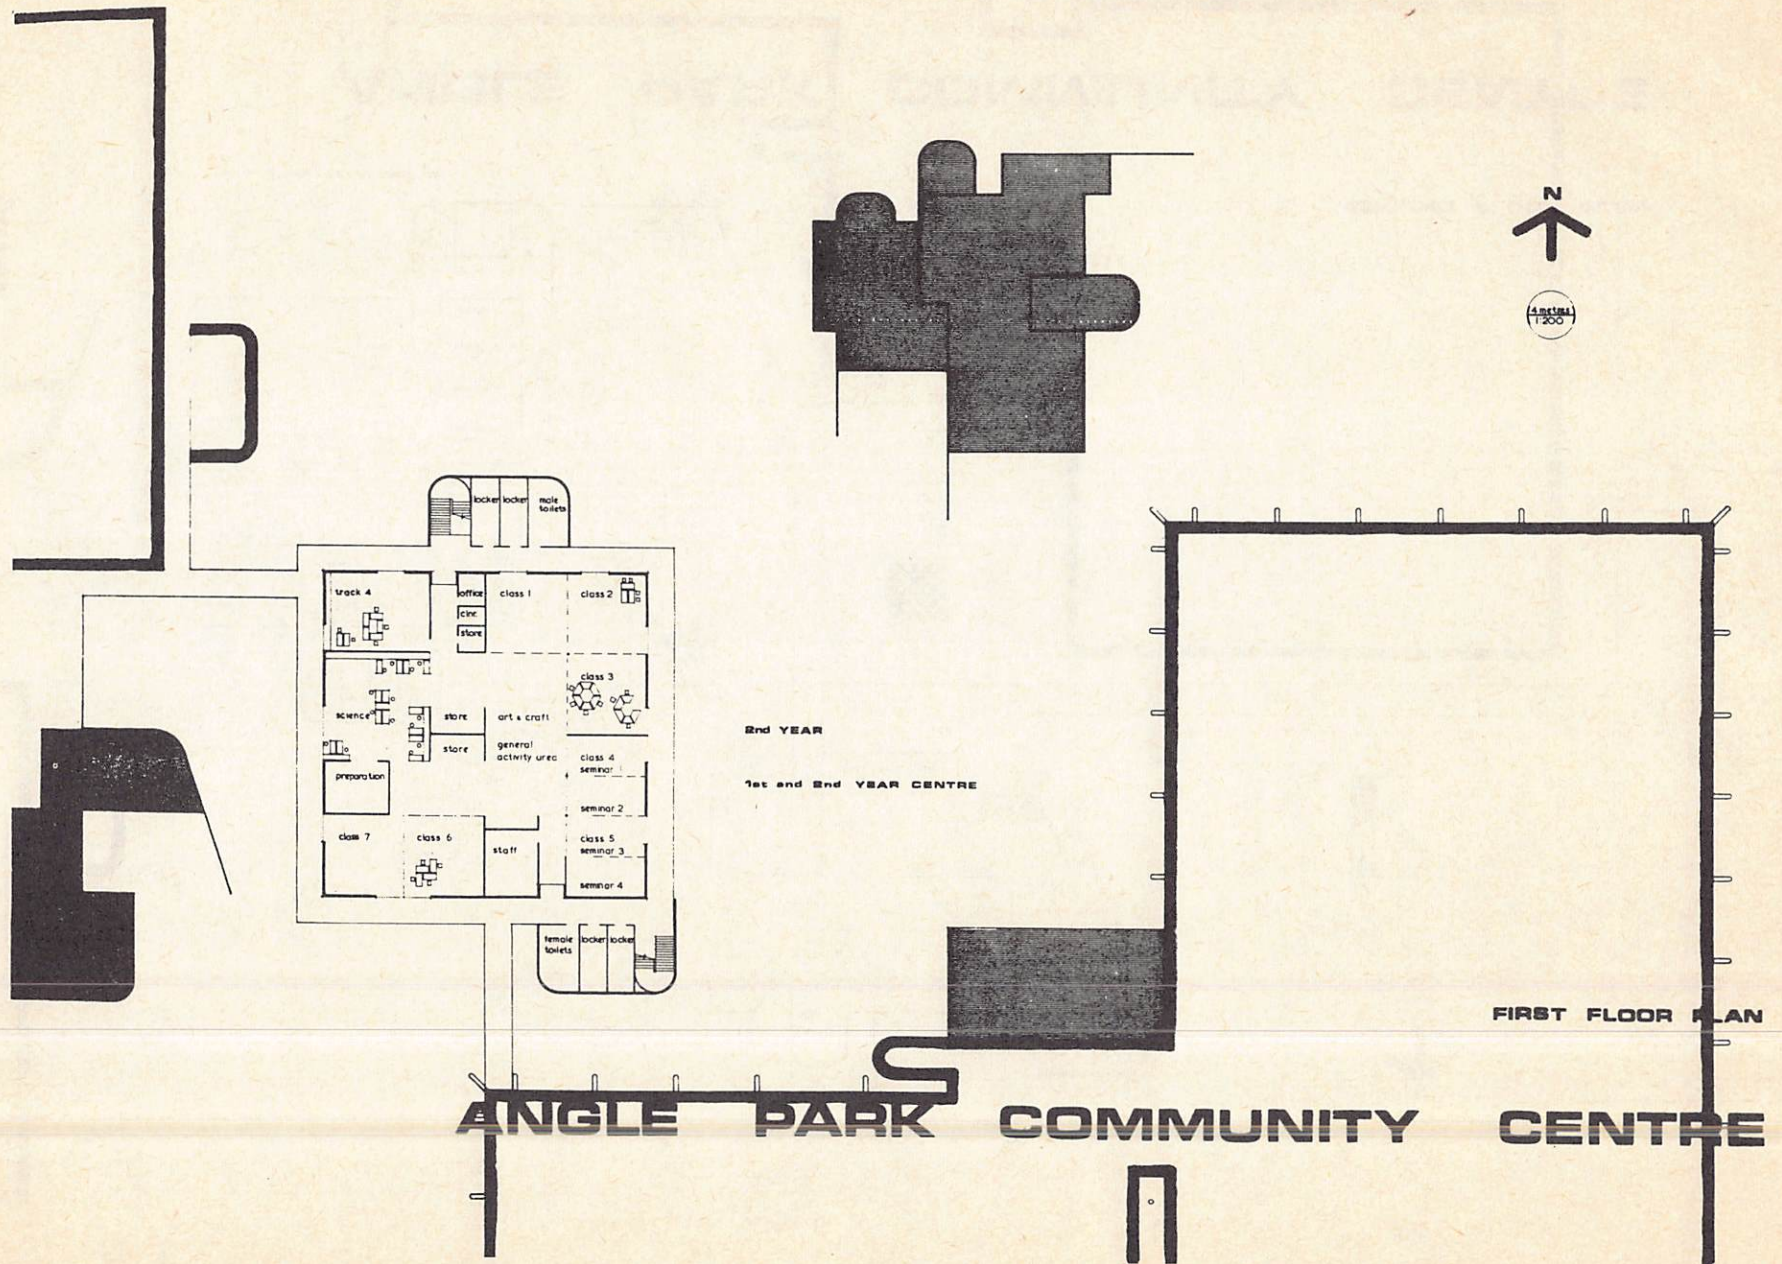 N
4 metres
1:200
locker
locker
male
toilets
track 4
office
class 1
class 2
cinc
store
class 3
science
store
art & craft
store
general
activity area
class 4
seminar 1
preparation
seminar 2
class 7
class 6
staff
class 5
seminar 3
seminar 4
female
toilets
locker
locker
2nd YEAR
1st and 2nd YEAR CENTRE
FIRST FLOOR PLAN
ANGLE PARK COMMUNITY CENTRE